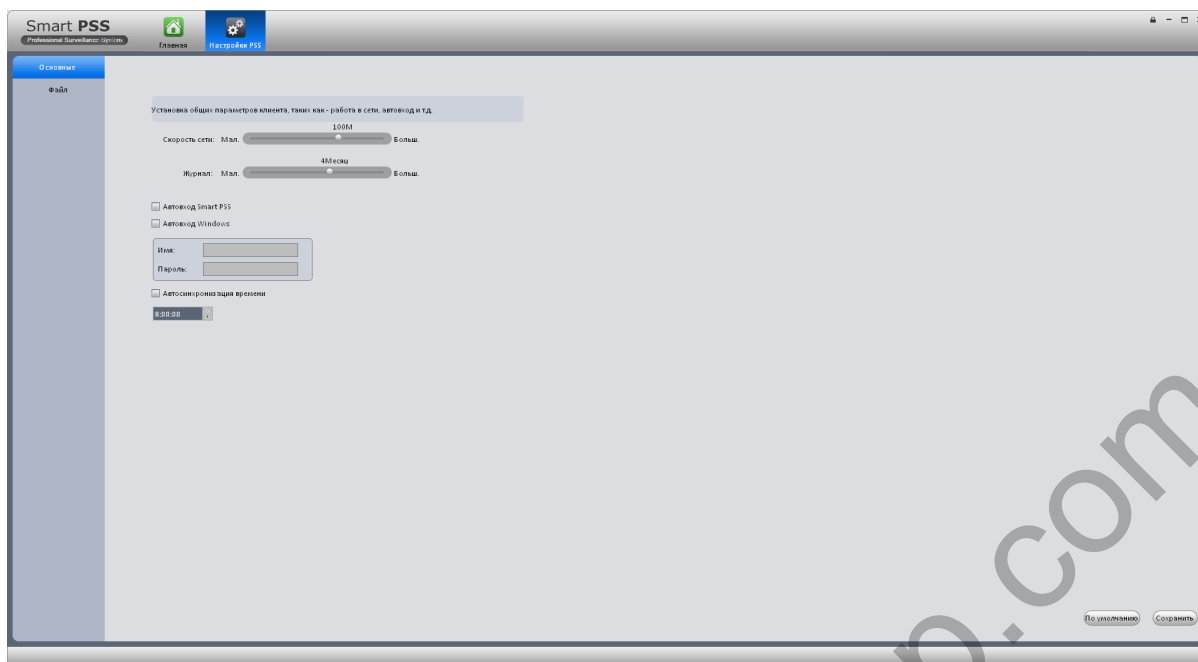 Smart PSS
Professional Surveillance System
Главная
Настройки PSS
Основные
Файл
Установка общих параметров клиента, таких как - работа в сети, автовход и т.д.
100M
Скорость сети: Мал. Больш.
4Месяц
Журнал: Мал. Больш.
Автовход Smart PSS
Автовход Windows
Имя:
Пароль:
Автосинхронизация времени
8:00:00
По умолчанию
Сохранить
p.com